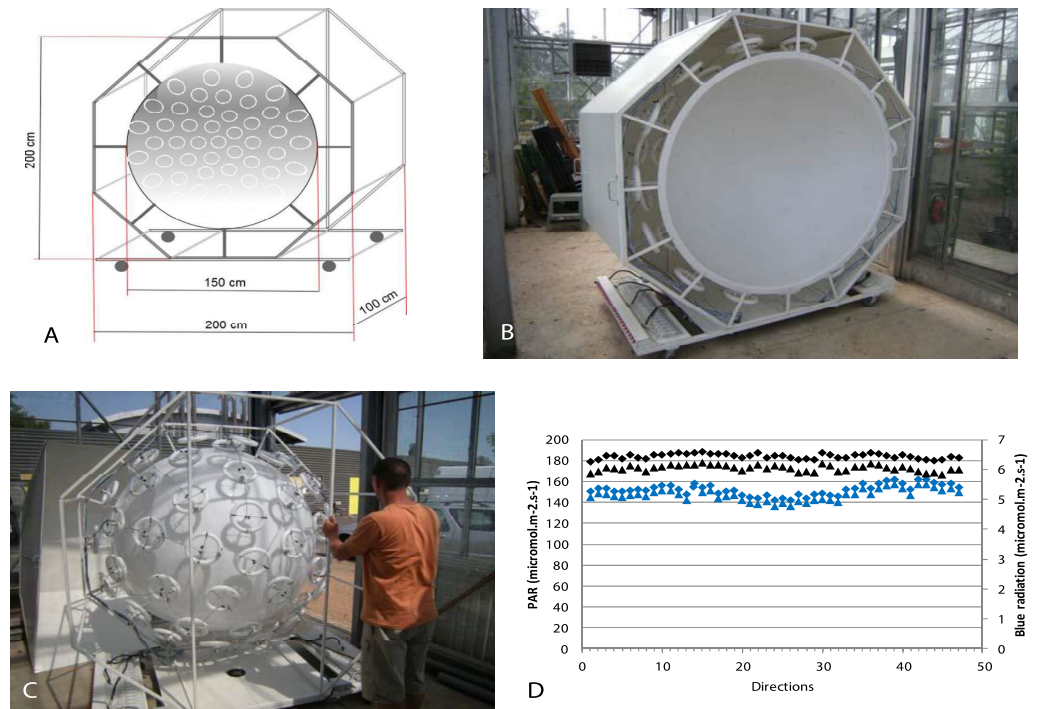 200 cm
150 cm
100 cm
200 cm
A
B
C
D
PAR (micromol.m-2.s-1)
200
180
160
140
120
100
80
60
40
20
0
7
6
5
4
3
2
1
0
Blue radiation (micromol.m-2.s-1)
0 10 20 30 40 50
Directions